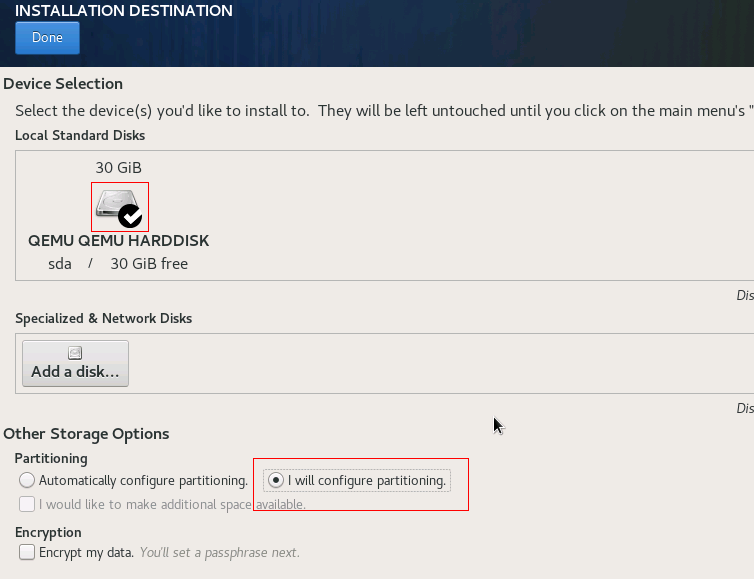 INSTALLATION DESTINATION
Done
Device Selection
Select the device(s) you'd like to install to.  They will be left untouched until you click on the main menu's "
Local Standard Disks
30 GiB
QEMU QEMU HARDDISK
sda / 30 GiB free
Dis
Specialized & Network Disks
Add a disk...
Dis
Other Storage Options
Partitioning
Automatically configure partitioning. I will configure partitioning.
I would like to make additional space available.
Encryption
Encrypt my data. You'll set a passphrase next.